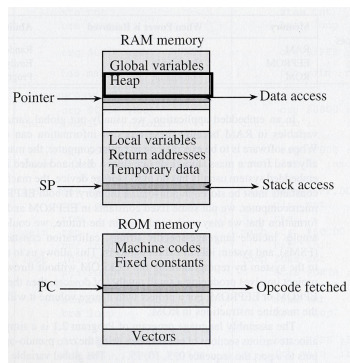 RAM memory
Global variables
Heap
Pointer
Data access
Local variables
Return addresses
Temporary data
SP
Stack access
ROM memory
Machine codes
Fixed constants
PC
Opcode fetched
Vectors